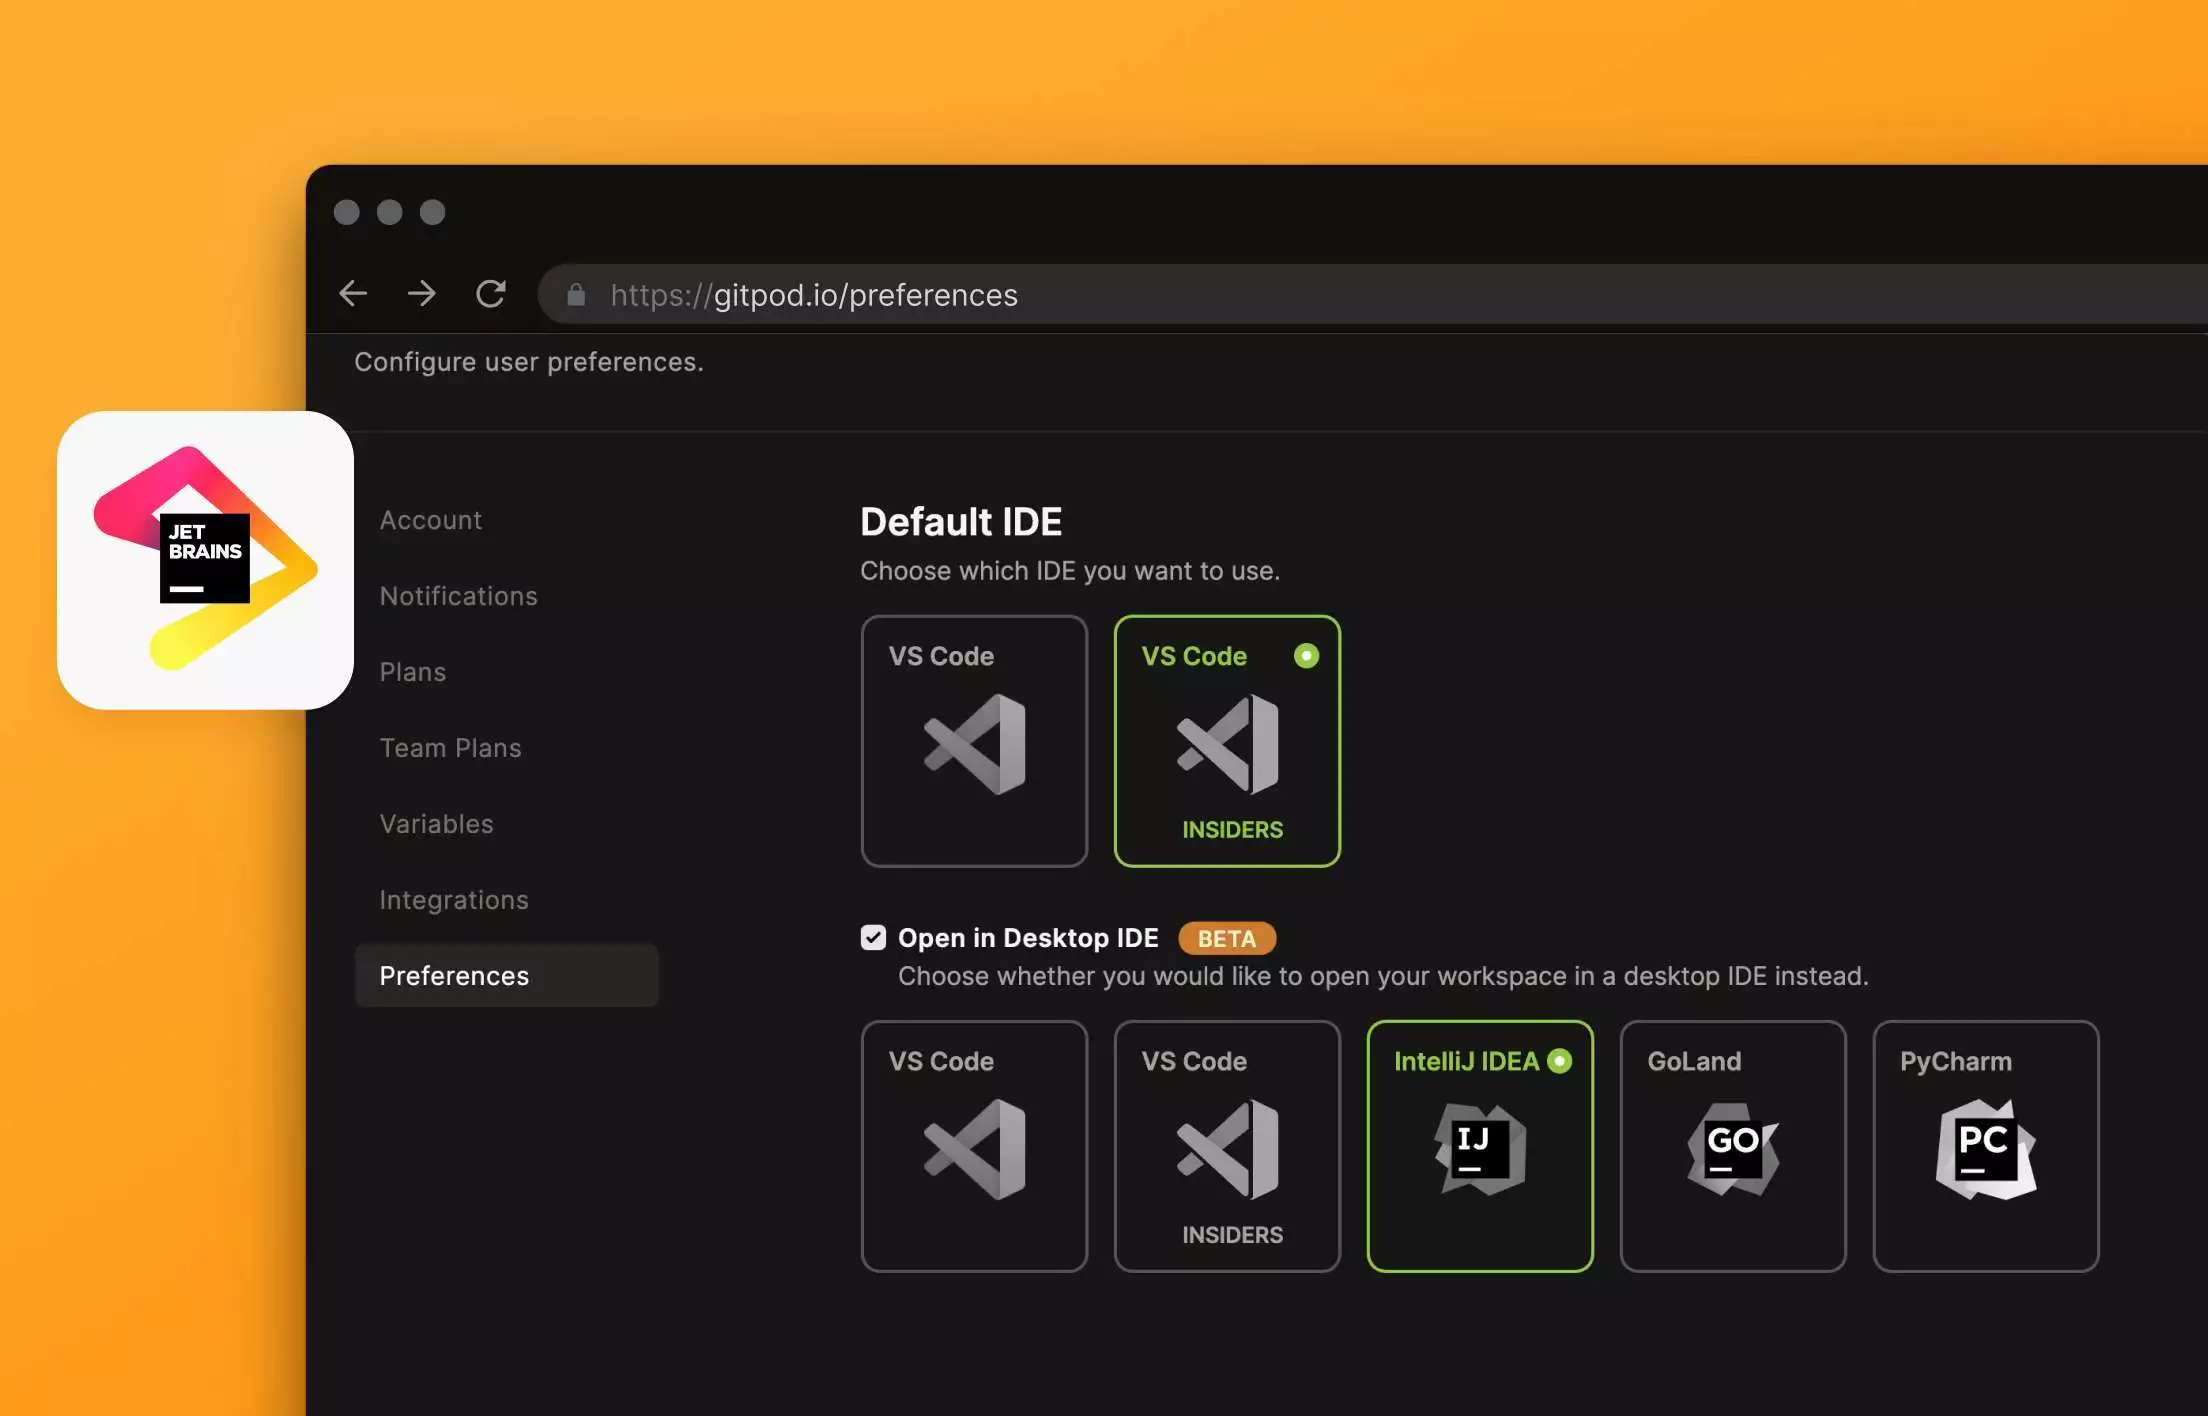 https://gitpod.io/preferences
Configure user preferences.
JET
BRAINS
Account
Notifications
Plans
Team Plans
Variables
Integrations
Preferences
Default IDE
Choose which IDE you want to use.
VS Code
VS Code
INSIDERS
Open in Desktop IDE BETA
Choose whether you would like to open your workspace in a desktop IDE instead.
VS Code
VS Code
INSIDERS
IntelliJ IDEA
IJ
GoLand
GO
PyCharm
PC